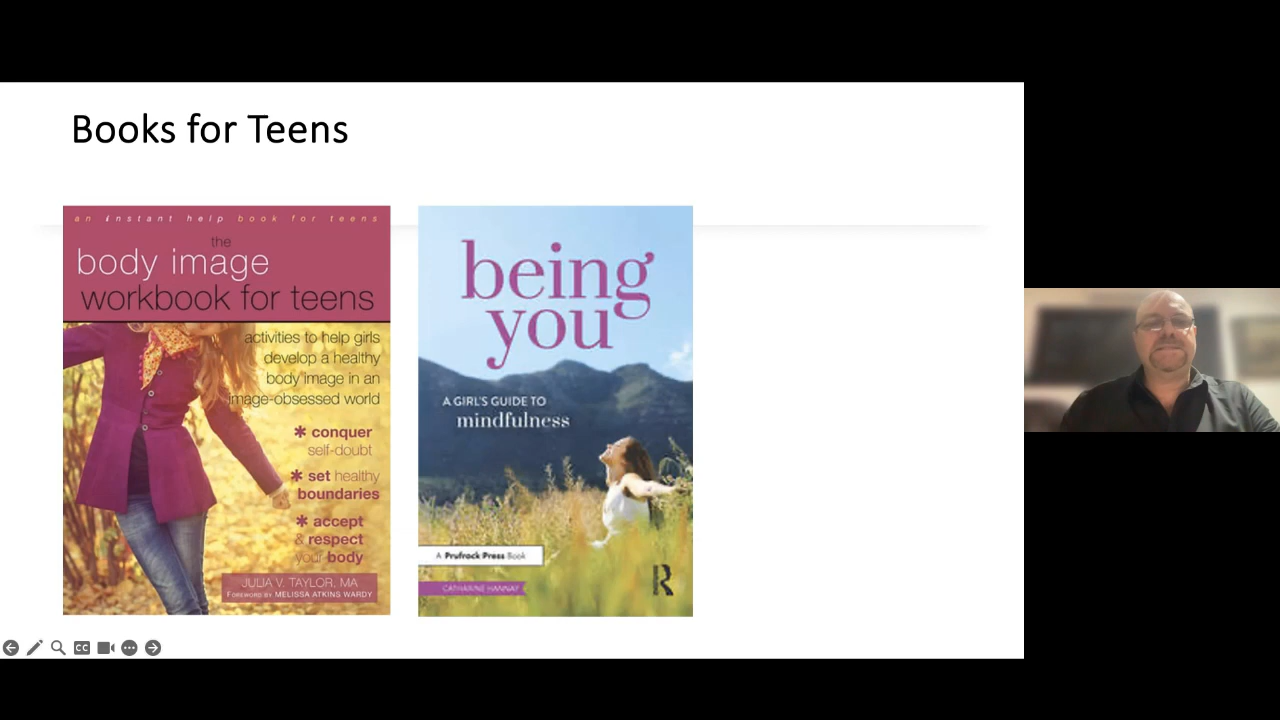 Books for Teens
an instant help book for teens
the
body image
workbook for teens
activities to help girls
develop a healthy
body image in an
image-obsessed world
* conquer
self-doubt
* set healthy
boundaries
* accept
& respect
your body
JULIA V. TAYLOR, MA
FOREWORD BY MELISSA ATKINS WARDY
being
you
A GIRL'S GUIDE TO
mindfulness
A Prufrock Press Book
CATHARINE HANNAY
R
CC